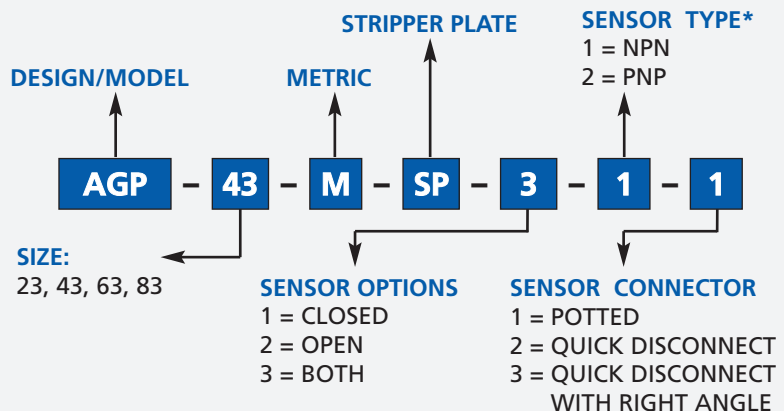 STRIPPER PLATE
SENSOR TYPE*
1 = NPN
2 = PNP
DESIGN/MODEL
METRIC
AGP - 43 - M - SP - 3 - 1 - 1
SIZE:
23, 43, 63, 83
SENSOR OPTIONS
1 = CLOSED
2 = OPEN
3 = BOTH
SENSOR CONNECTOR
1 = POTTED
2 = QUICK DISCONNECT
3 = QUICK DISCONNECT
WITH RIGHT ANGLE